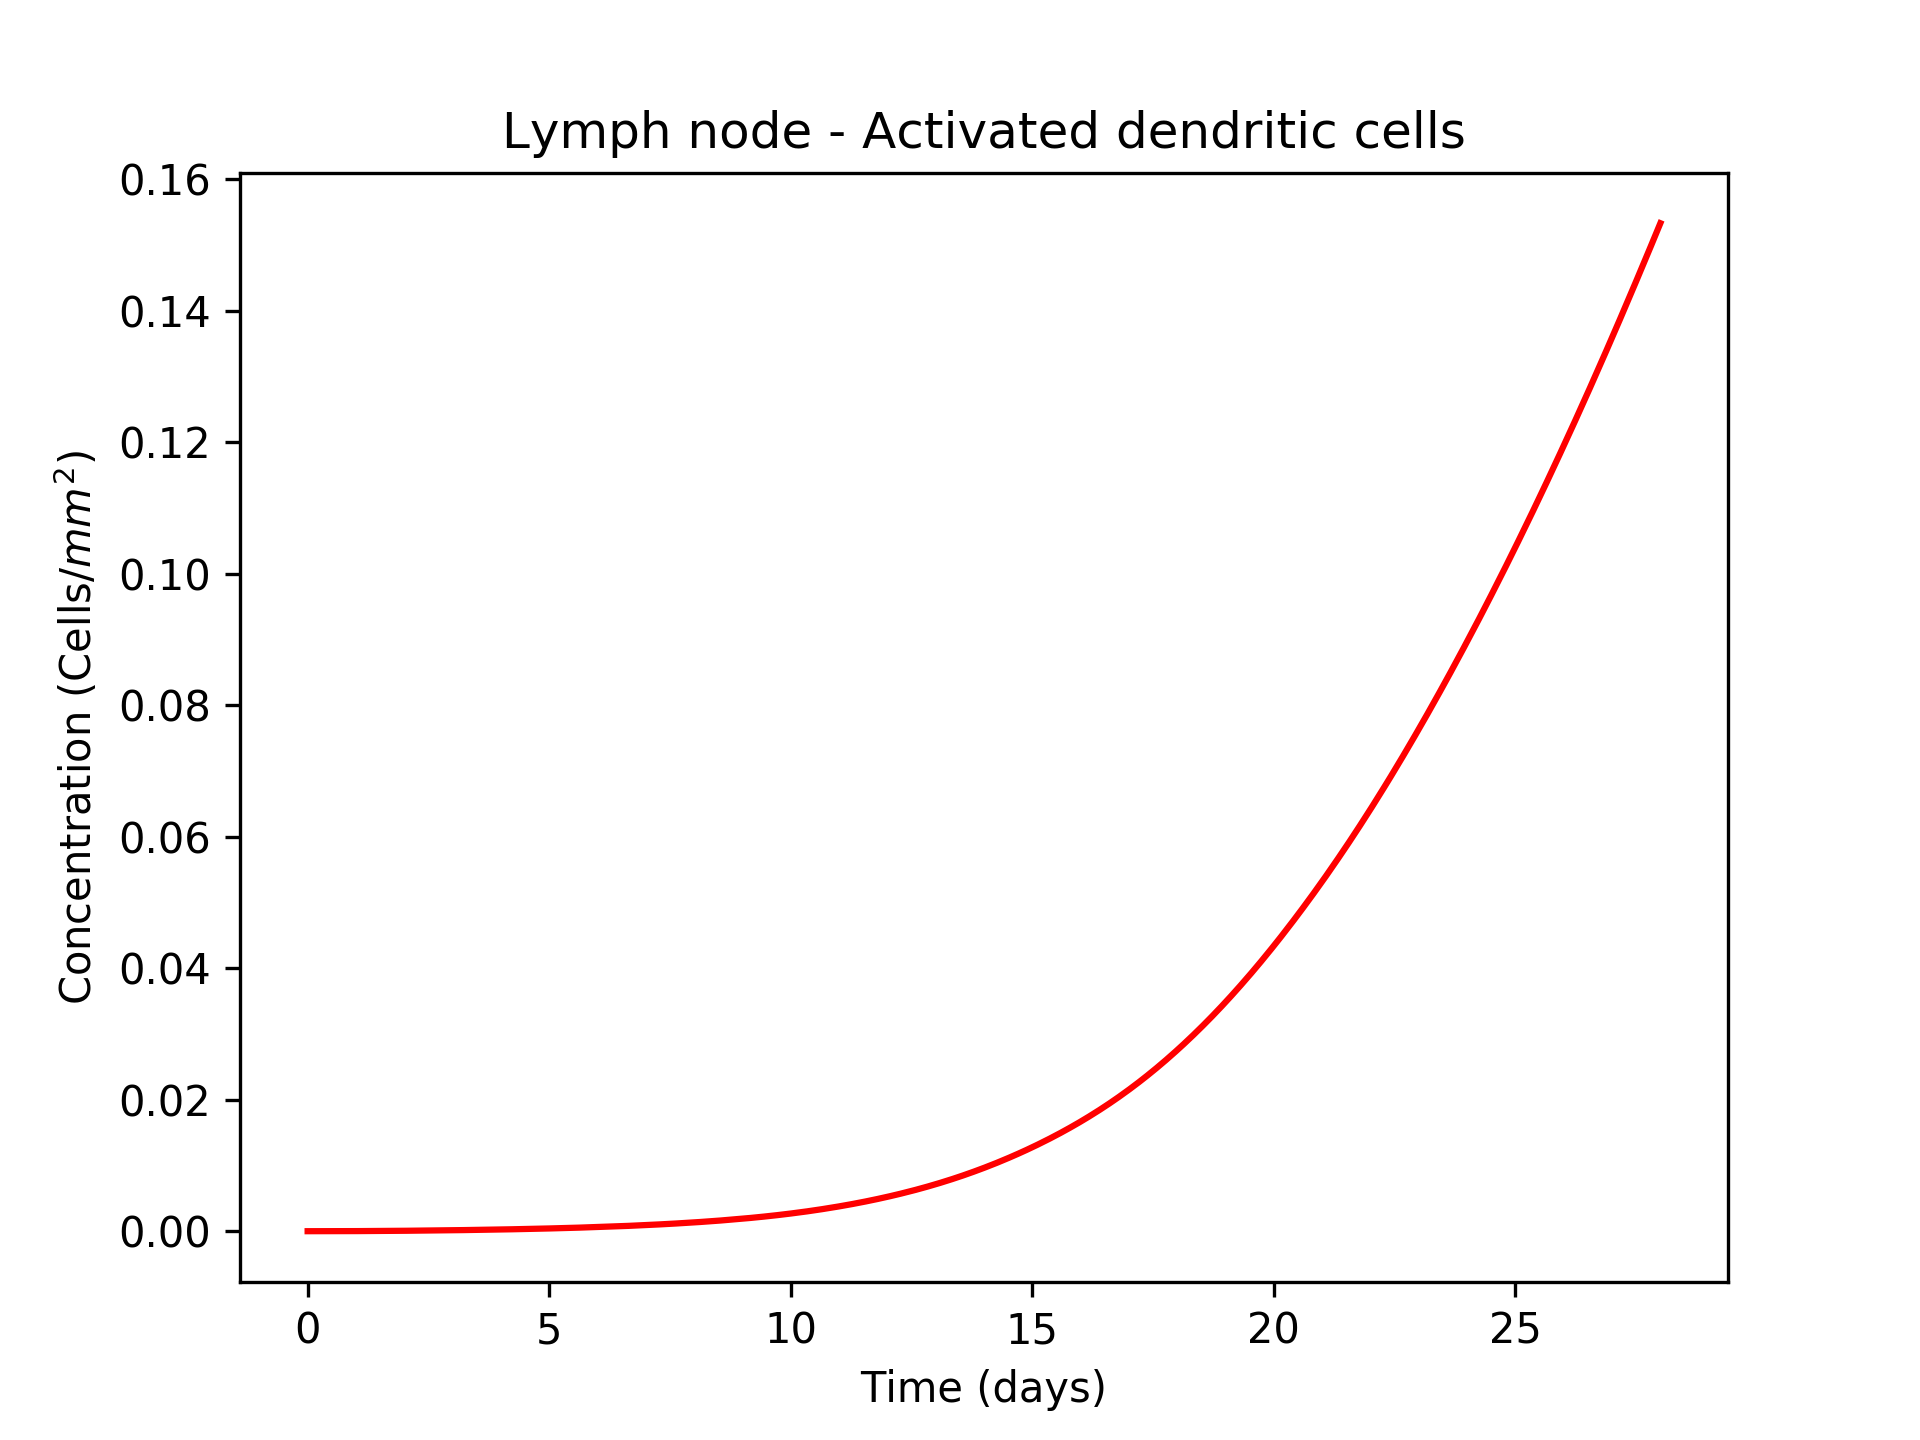 Lymph node - Activated dendritic cells
0.16
0.14
0.12
0.10
0.08
0.06
0.04
0.02
0.00
Concentration (Cells/mm²)
0 5 10 15 20 25
Time (days)